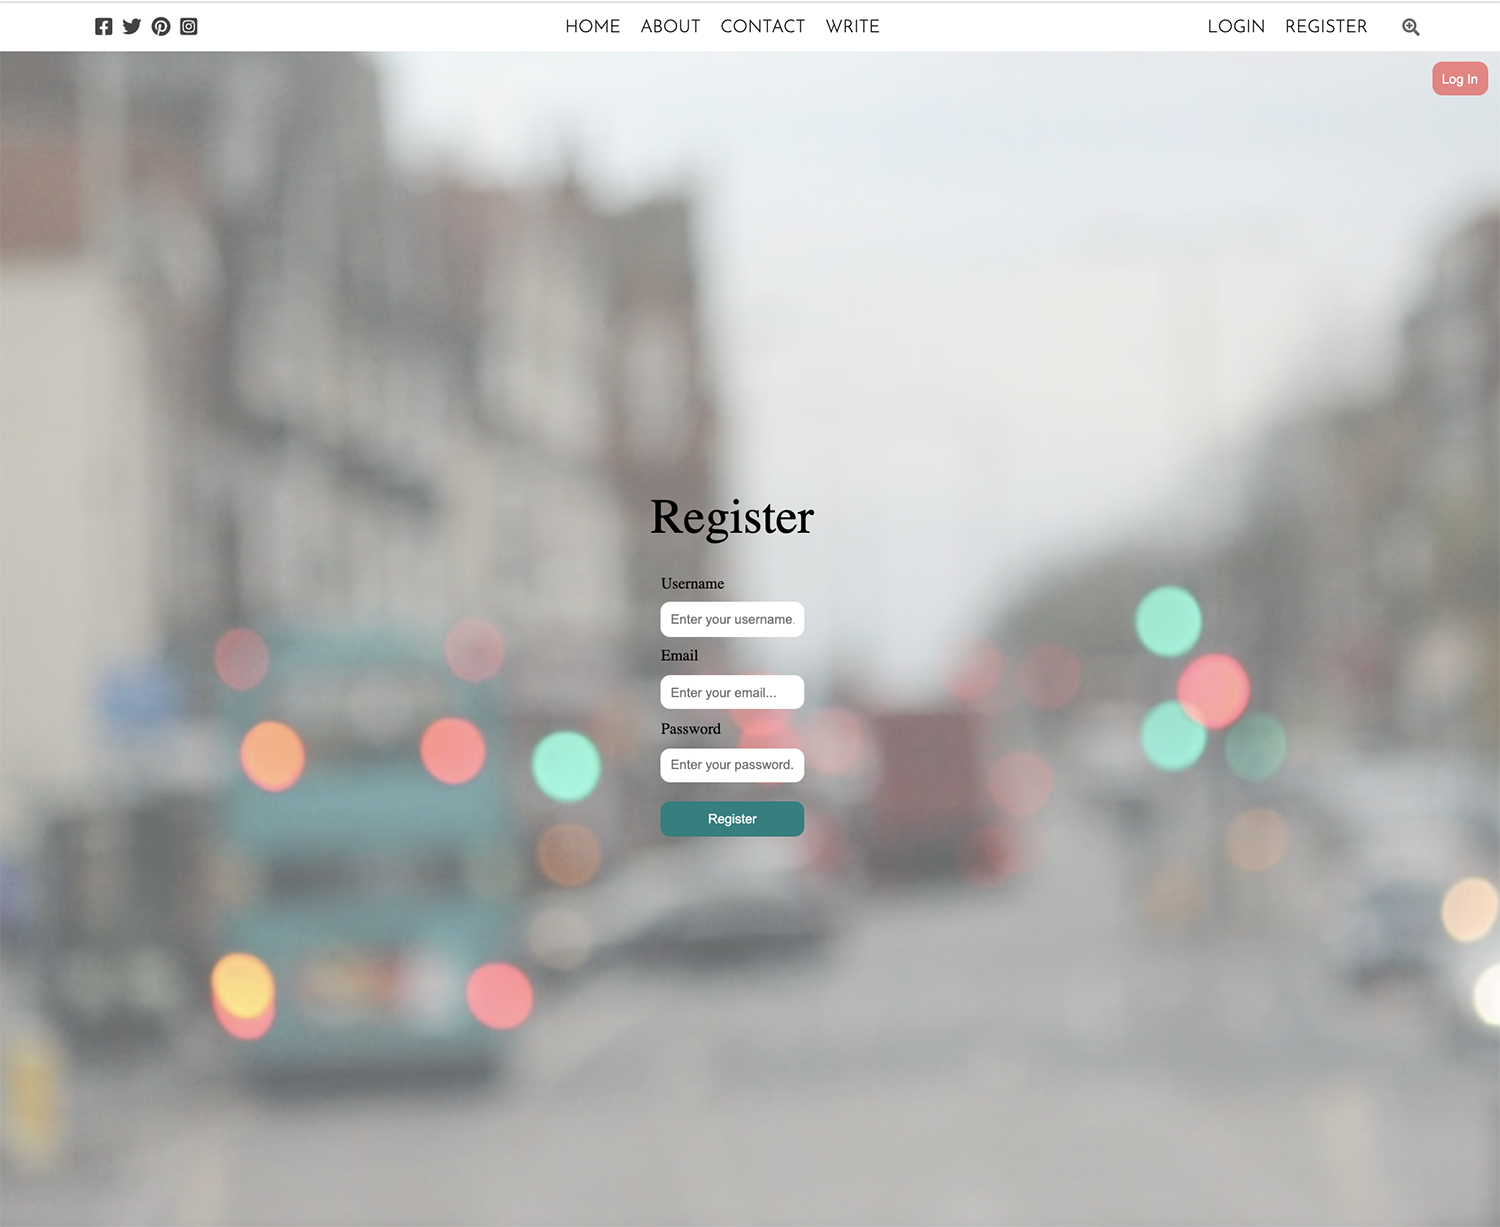 HOME ABOUT CONTACT WRITE LOGIN REGISTER
Log In
Register
Username
Enter your username.
Email
Enter your email...
Password
Enter your password.
Register